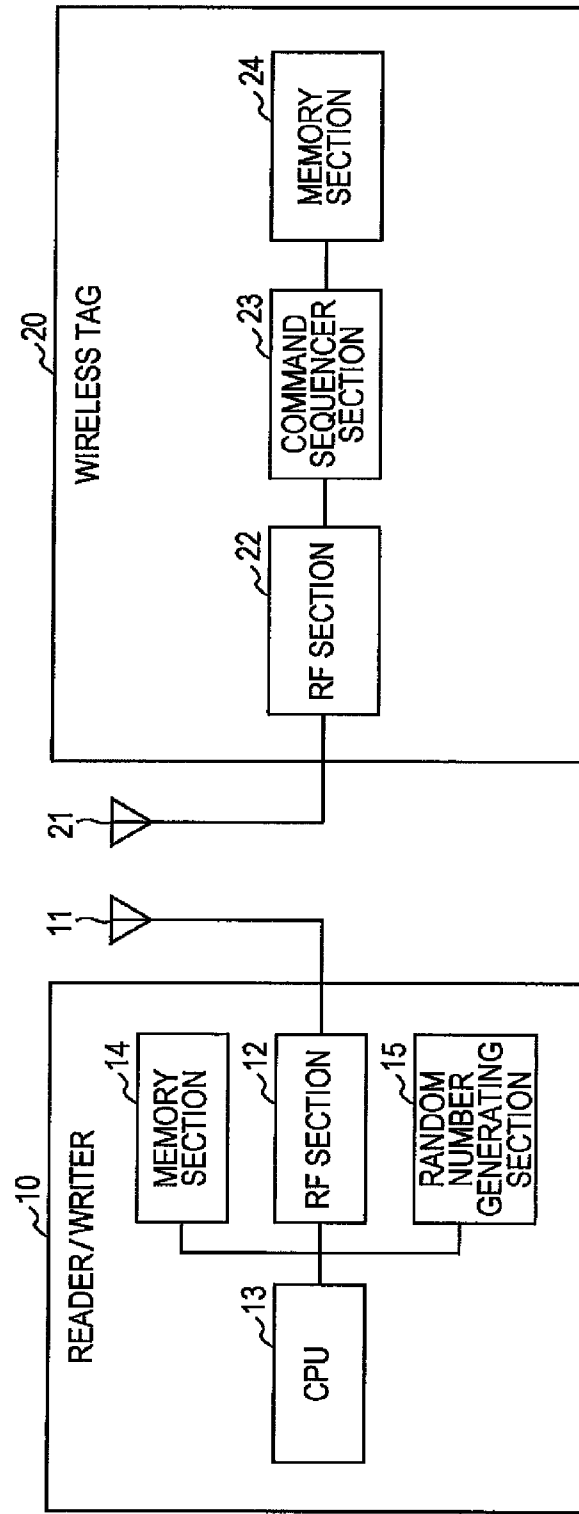 10
READER/WRITER
13
CPU
14
MEMORY
SECTION
12
RF SECTION
15
RANDOM
NUMBER
GENERATING
SECTION
11
21
20
WIRELESS TAG
22
RF SECTION
23
COMMAND
SEQUENCER
SECTION
24
MEMORY
SECTION